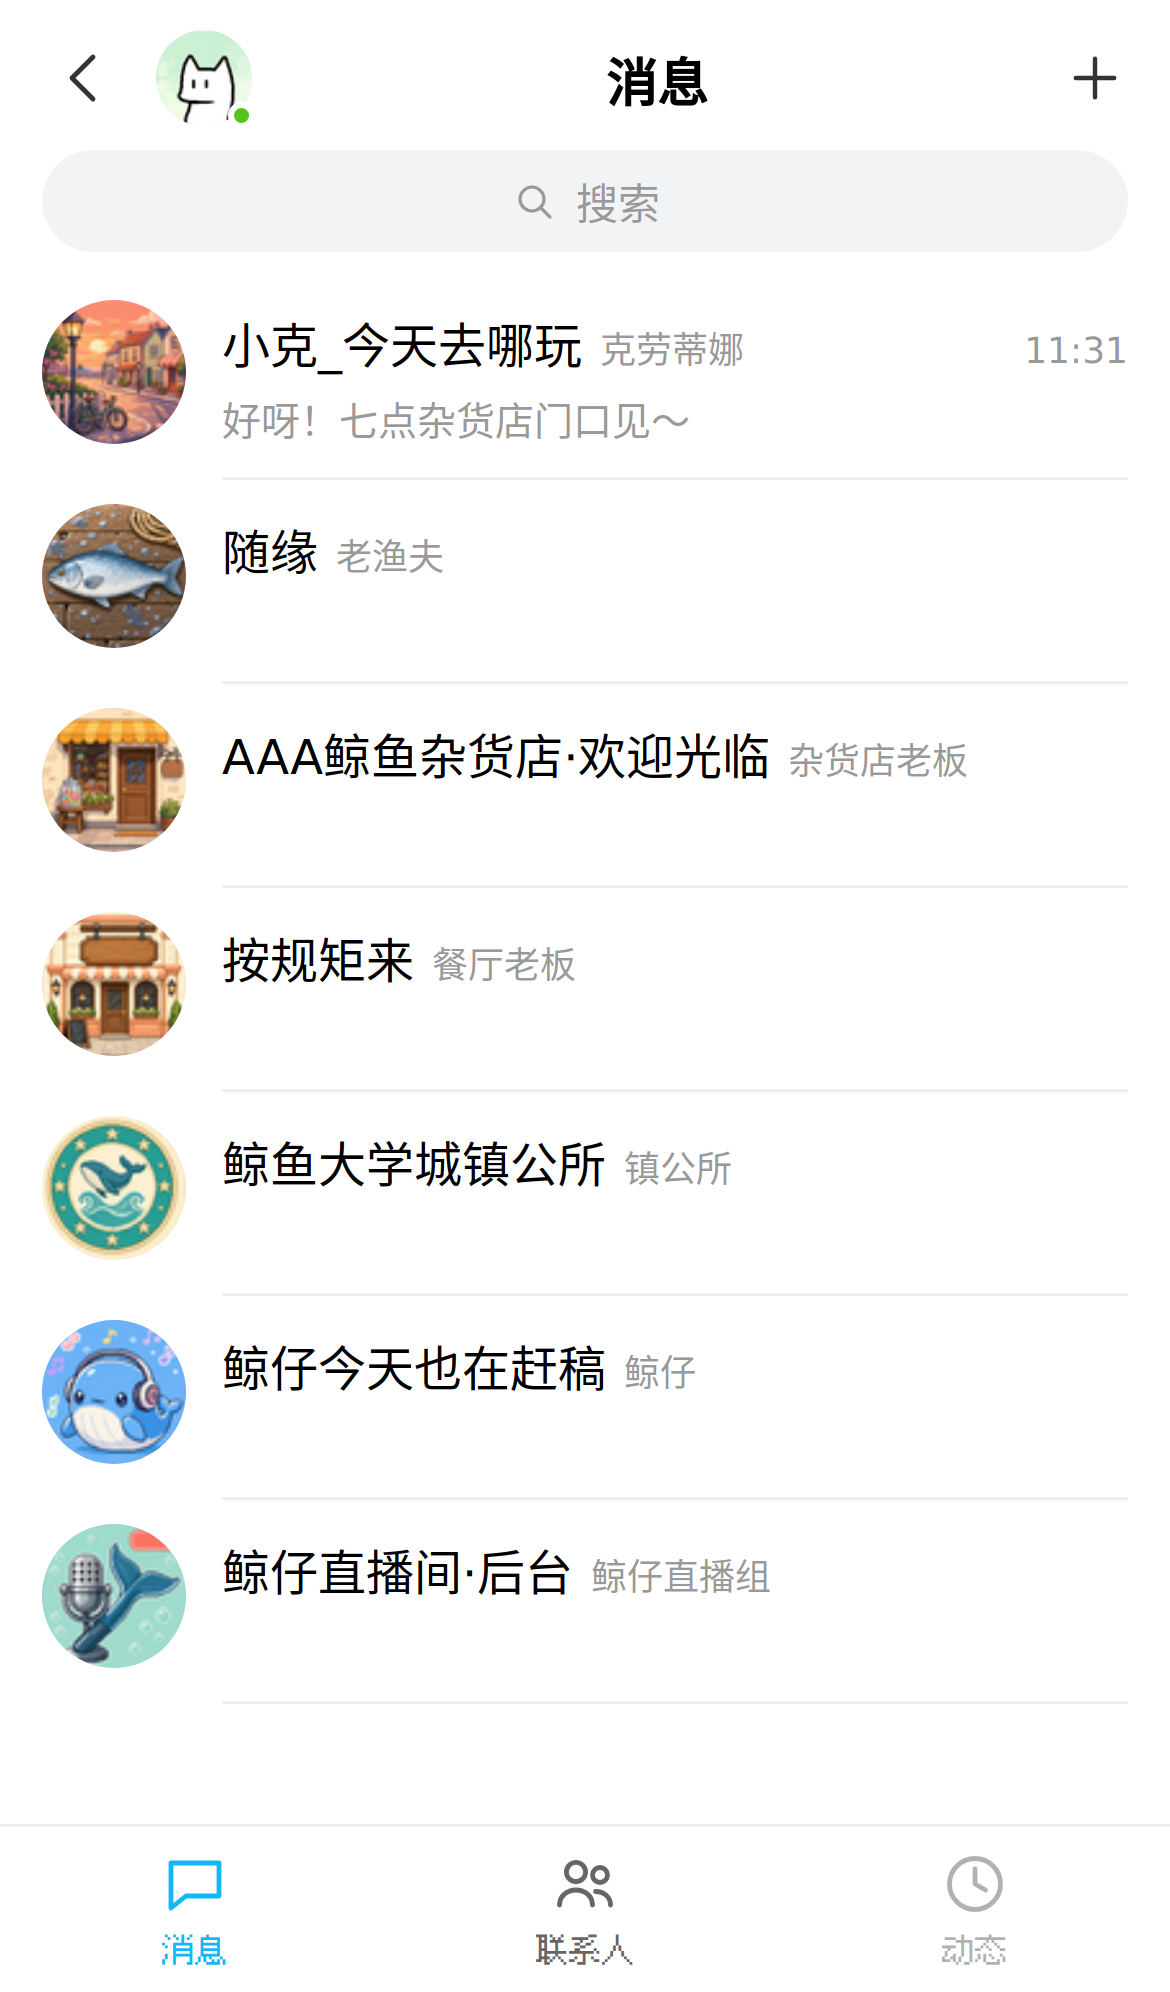 消息
搜索
小克_今天去哪玩 克劳蒂娜 11:31
好呀！七点杂货店门口见～
随缘 老渔夫
AAA鲸鱼杂货店·欢迎光临 杂货店老板
按规矩来 餐厅老板
鲸鱼大学城镇公所 镇公所
鲸仔今天也在赶稿 鲸仔
鲸仔直播间·后台 鲸仔直播组
消息 联系人 动态